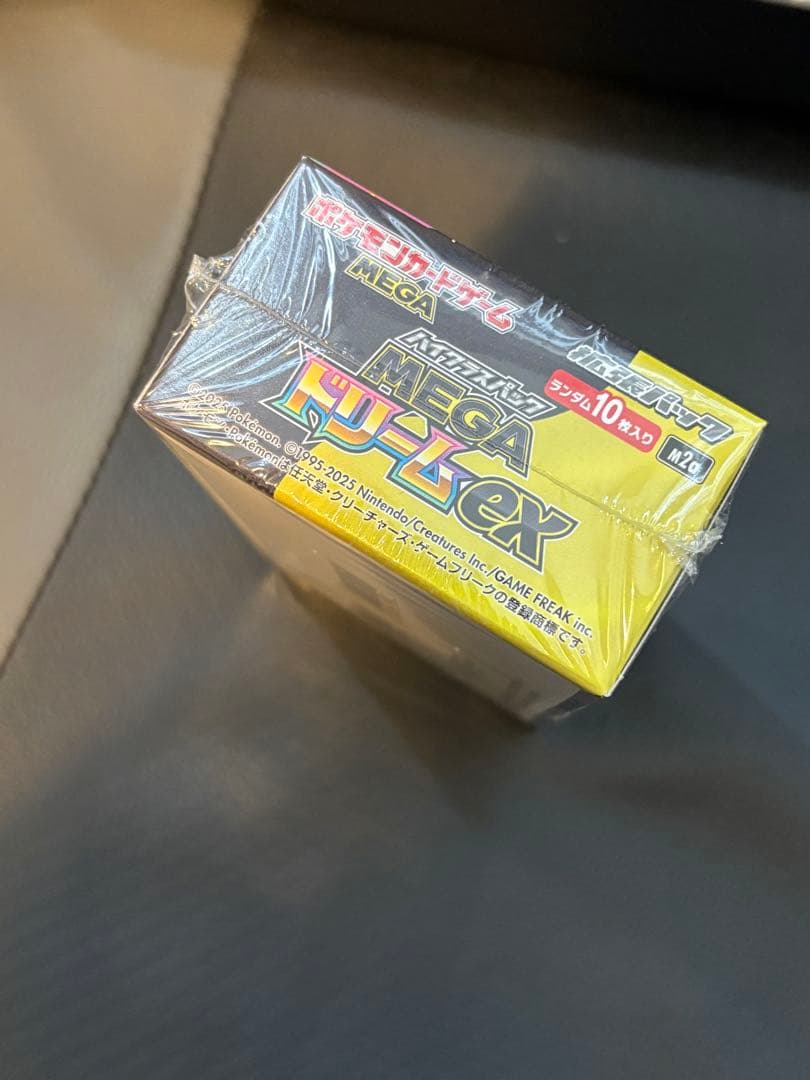 ポケモンカードゲーム
MEGA
拡張パック
ハイクラスパック
MEGA
ドリームex
ランダム10枚入り
M2a
©2025 Pokémon. ©1995-2025 Nintendo/Creatures Inc./GAME FREAK inc.
ポケモン・Pokémonは任天堂・クリーチャーズ・ゲームフリークの登録商標です。